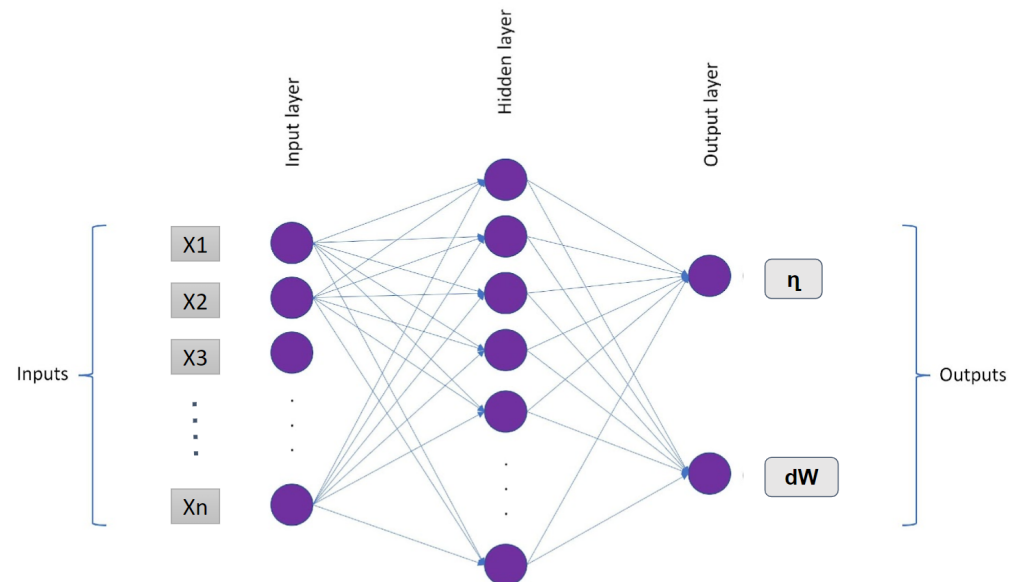 Input layer
Hidden layer
Output layer
X1
X2
X3
Xn
Inputs
η
dW
Outputs